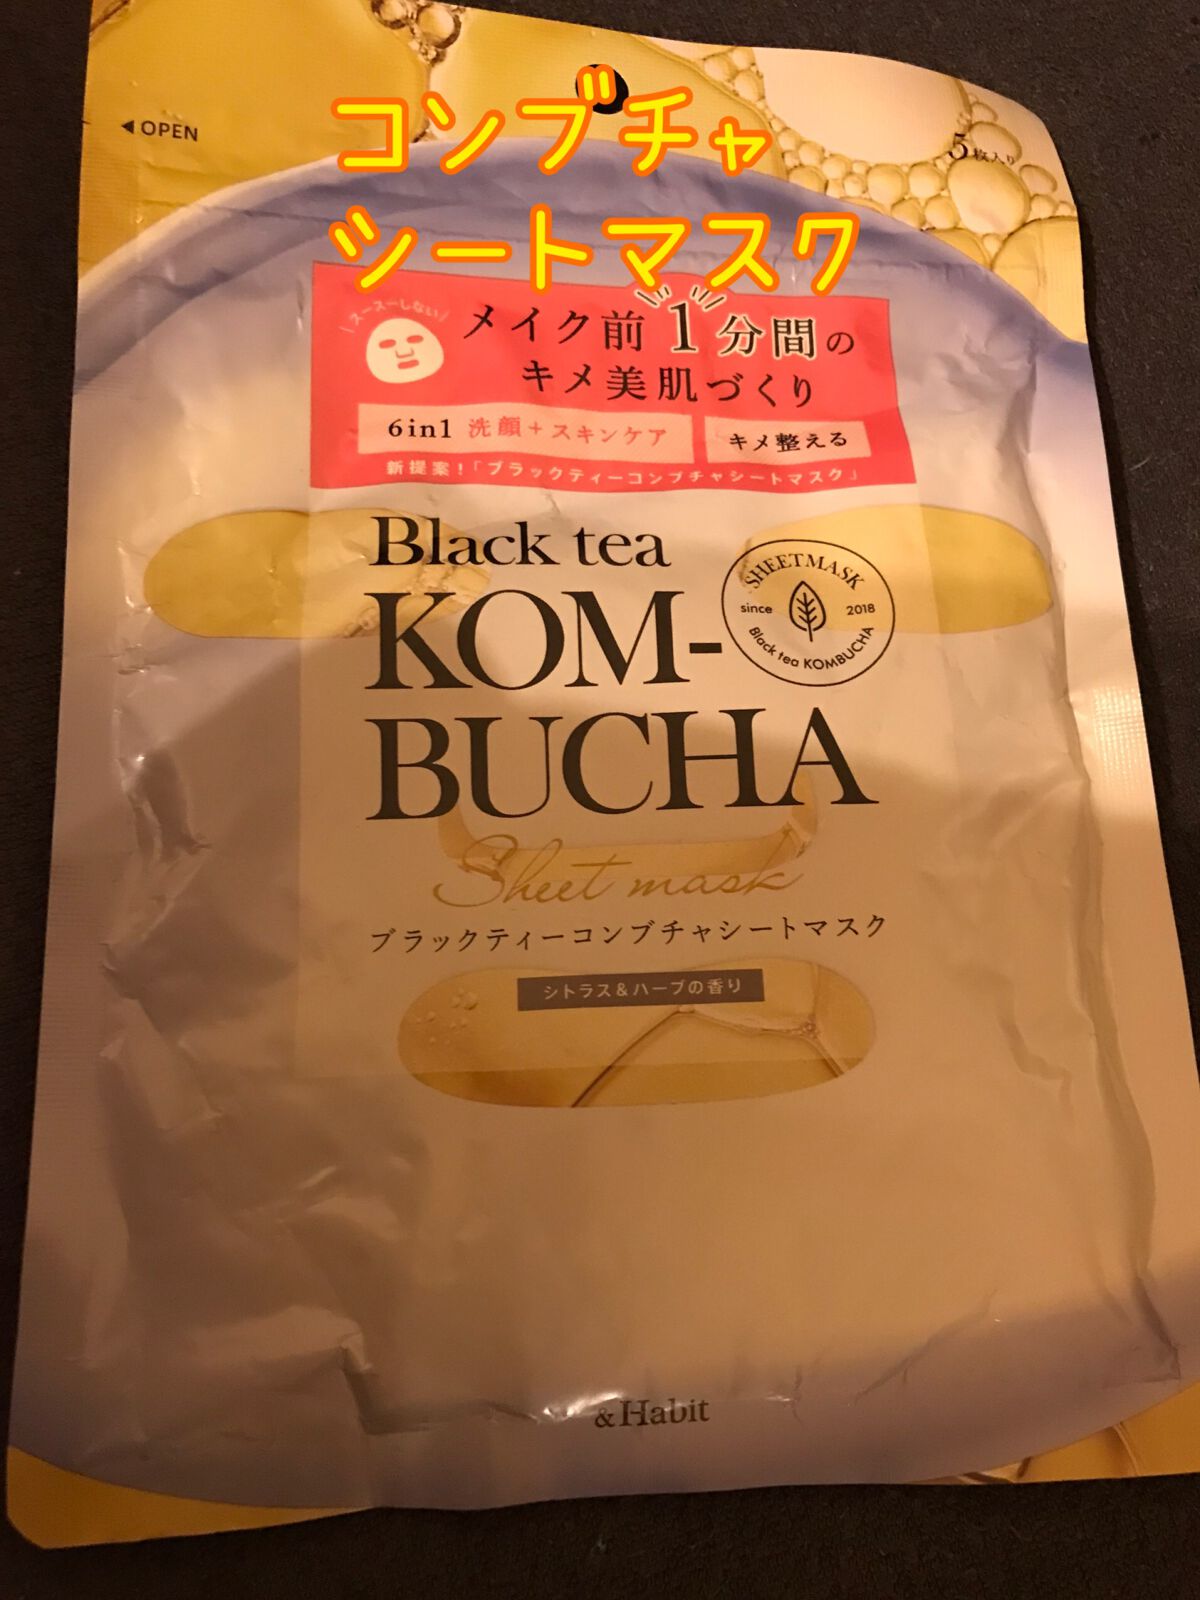 コンブチャ
シートマスク
◀ OPEN
5枚入り
スースーしない
メイク前1分間の
キメ美肌づくり
6in1 洗顔+スキンケア
キメ整える
新提案!「ブラックティーコンブチャシートマスク」
Black tea
KOM-
BUCHA
SHEETMASK
since 2018
Black tea KOMBUCHA
Sheet mask
ブラックティーコンブチャシートマスク
シトラス&ハーブの香り
&Habit